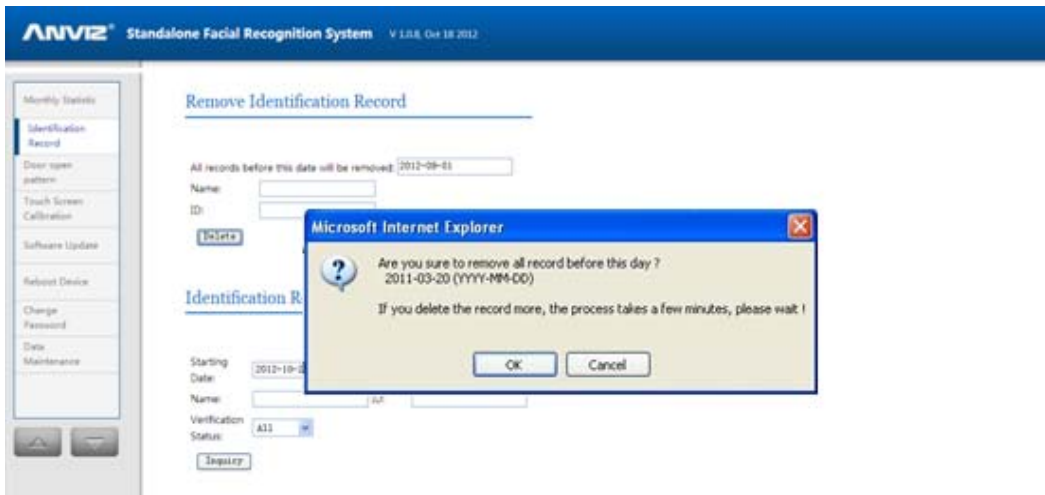 ANVIZ® Standalone Facial Recognition System V 1.0.8, Oct 18 2012
Monthly Statistic
Identification
Record
Door open
pattern
Touch Screen
Calibration
Software Update
Reboot Device
Change
Password
Data
Maintenance
Remove Identification Record
All records before this date will be removed: 2012-08-01
Name:
ID:
Delete
Microsoft Internet Explorer
Are you sure to remove all record before this day ?
2011-03-20 (YYYY-MM-DD)
If you delete the record more, the process takes a few minutes, please wait !
OK Cancel
Identification R
Starting
Date: 2012-10-
Name: ID:
Verification
Status: All
Inquiry